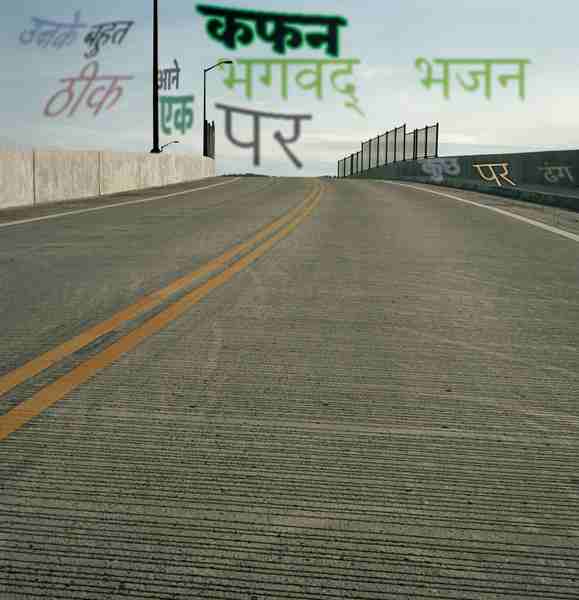 उनके बहुत कफन
ठीक आने भगवद् भजन
एक पर
कुछ पर ढंग